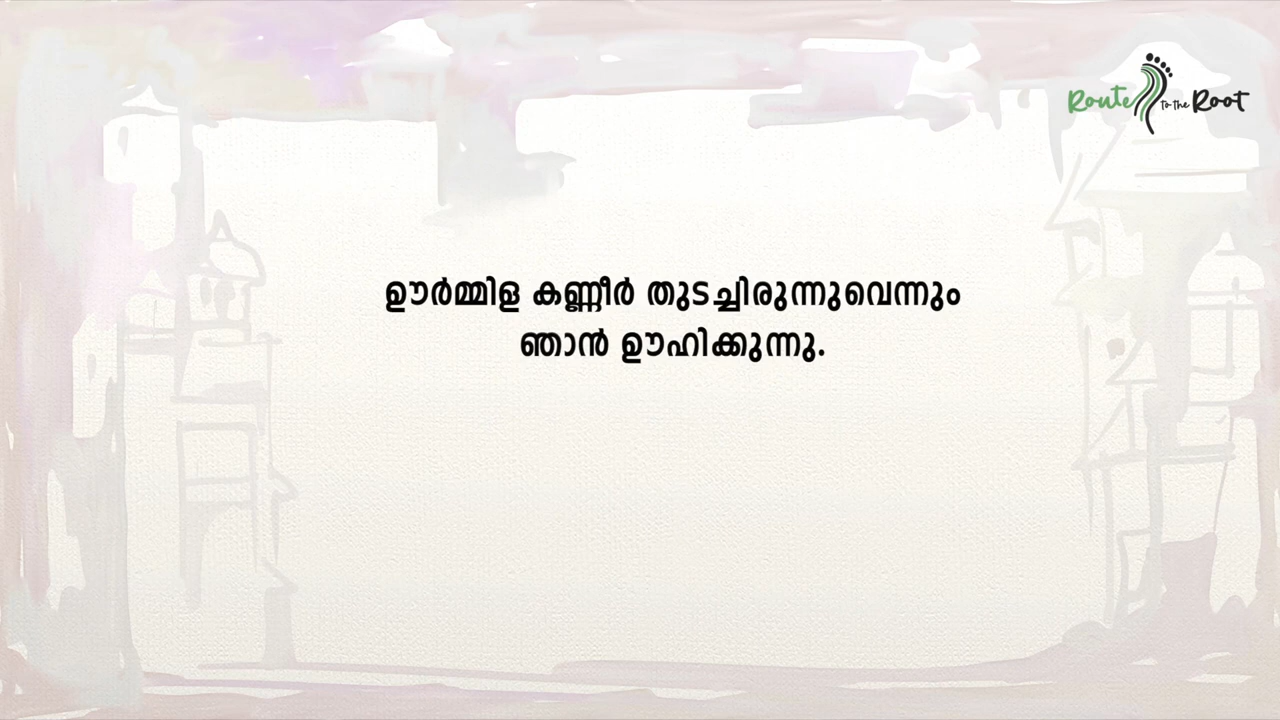 Route to the Root
ഊർമ്മിള കണ്ണീർ തുടച്ചിരുന്നുവെന്നും
ഞാൻ ഊഹിക്കുന്നു.